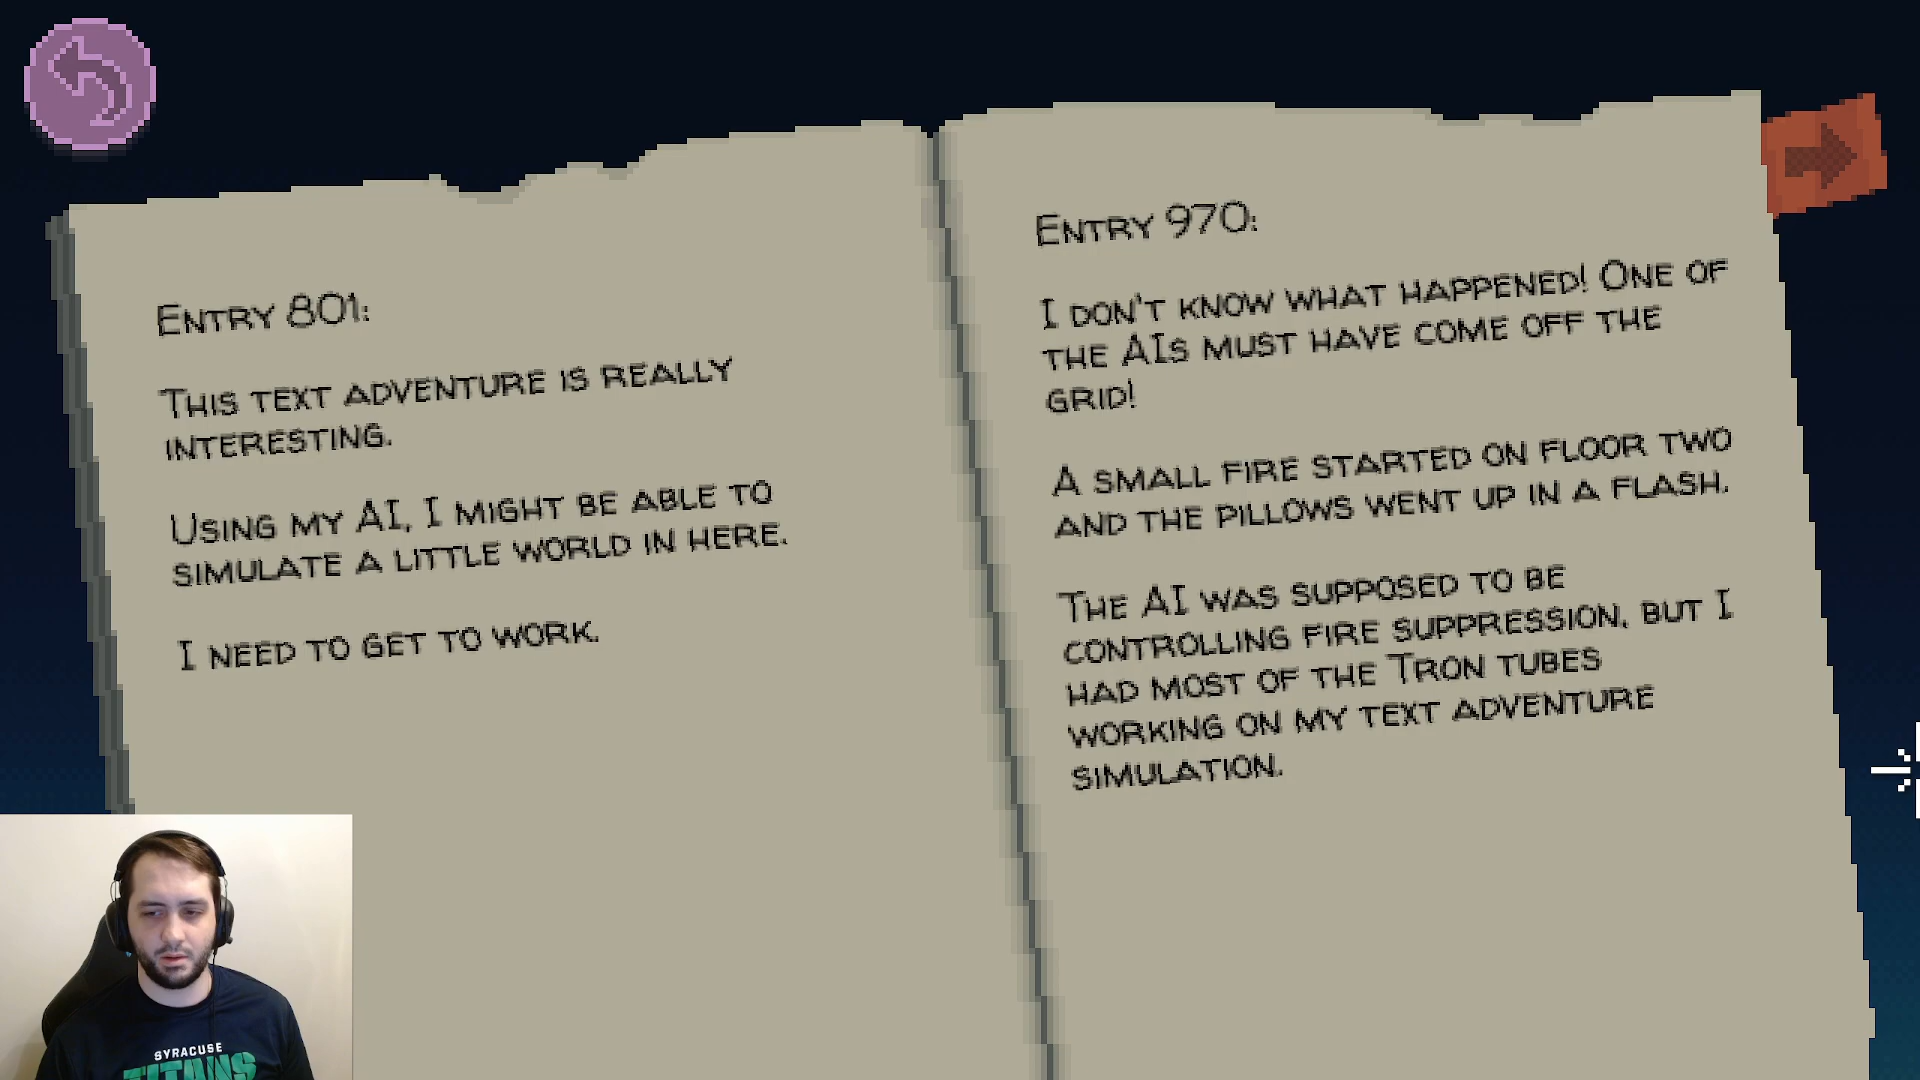 Entry 801:
This text adventure is really
interesting.
Using my AI, I might be able to
simulate a little world in here.
I need to get to work.
Entry 970:
I don't know what happened! One of
the AIs must have come off the
grid!
A small fire started on floor two
and the pillows went up in a flash.
The AI was supposed to be
controlling fire suppression, but I
had most of the Tron tubes
working on my text adventure
simulation.
SYRACUSE
TITANS